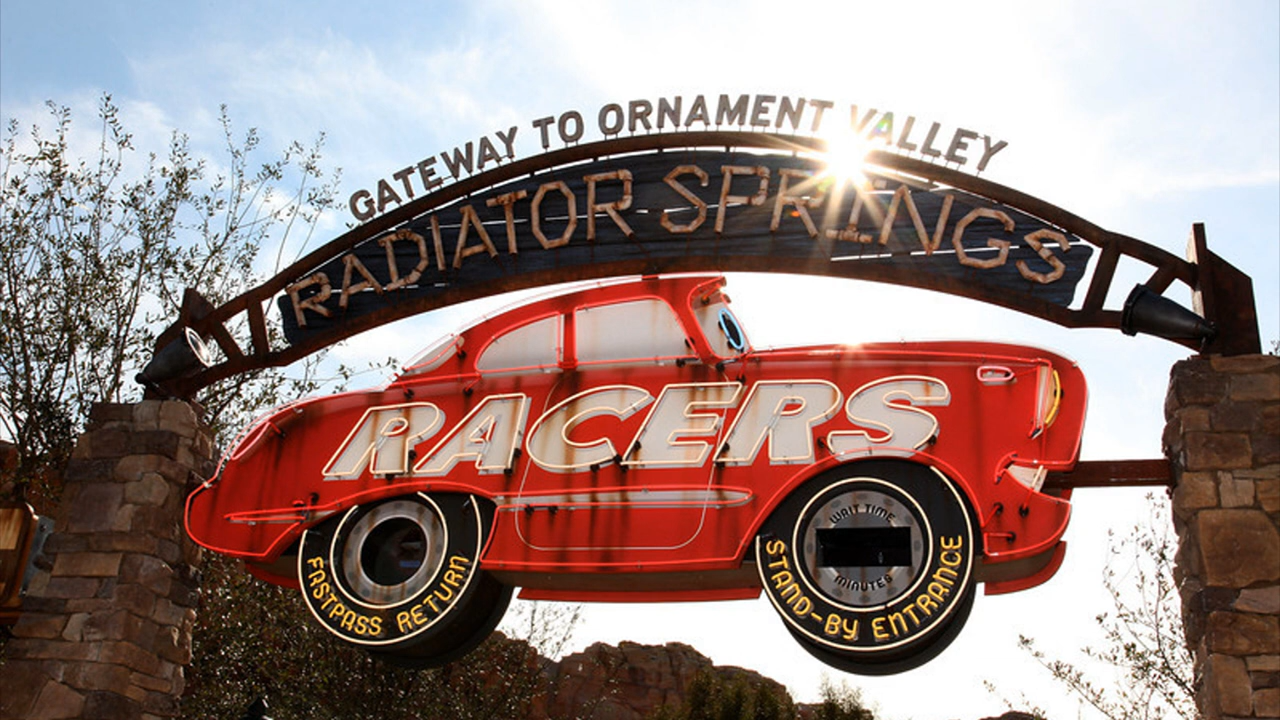 GATEWAY TO ORNAMENT VALLEY
RADIATOR SPRINGS
RACERS
FASTPASS RETURN
WAIT TIME
MINUTES
STAND-BY ENTRANCE